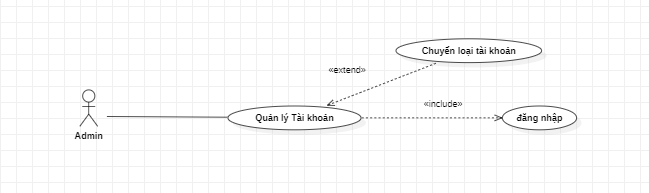 Chuyển loại tài khoản
«extend»
«include»
Quản lý Tài khoản
đăng nhập
Admin